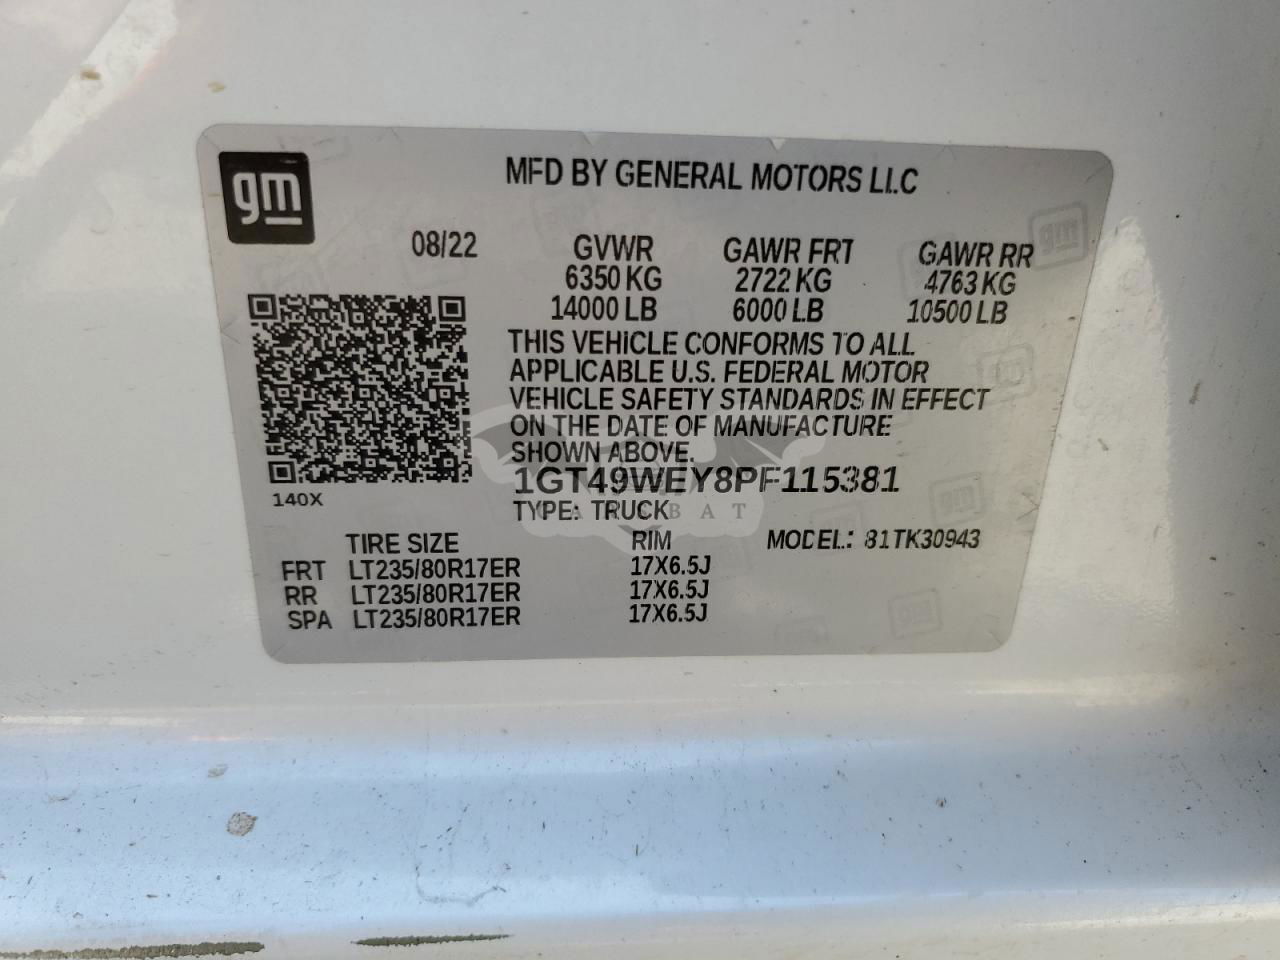 gm
MFD BY GENERAL MOTORS LLC
08/22
GVWR GAWR FRT GAWR RR
6350 KG 2722 KG 4763 KG
14000 LB 6000 LB 10500 LB
THIS VEHICLE CONFORMS TO ALL
APPLICABLE U.S. FEDERAL MOTOR
VEHICLE SAFETY STANDARDS IN EFFECT
ON THE DATE OF MANUFACTURE
SHOWN ABOVE.
1GT49WEY8PF115381
140X
TYPE: TRUCK
TIRE SIZE RIM MODEL: 81TK30943
FRT LT235/80R17ER 17X6.5J
RR LT235/80R17ER 17X6.5J
SPA LT235/80R17ER 17X6.5J